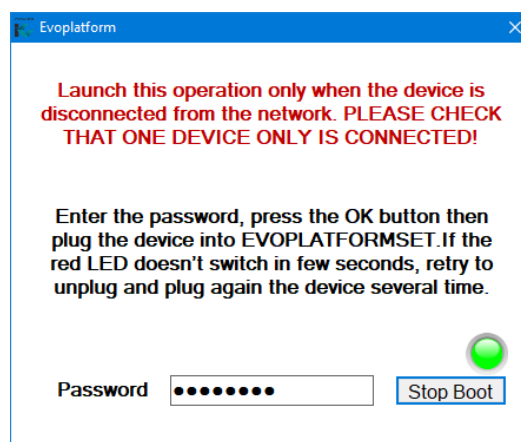 Evoplatform
Launch this operation only when the device is
disconnected from the network. PLEASE CHECK
THAT ONE DEVICE ONLY IS CONNECTED!
Enter the password, press the OK button then
plug the device into EVOPLATFORMSET.If the
red LED doesn't switch in few seconds, retry to
unplug and plug again the device several time.
Password ●●●●●●●●
Stop Boot